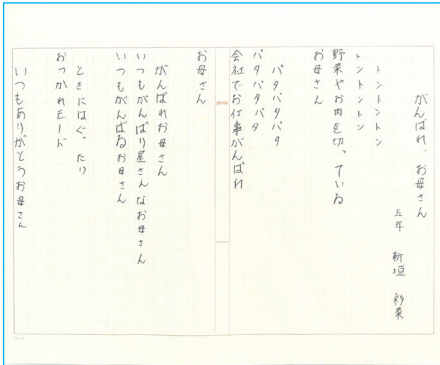 がんばれ、お母さん
五年 新垣 紗菜
トントントン
トントントン
野菜やお肉を切っている
お母さん
パタパタパタ
パタパタパタ
会社でお仕事がんばれ
お母さん
がんばれお母さん
いつもがんばり屋さんなお母さん
いつもがんばるお母さん
ときにはぐったり
おつかれモード
いつもありがとうお母さん